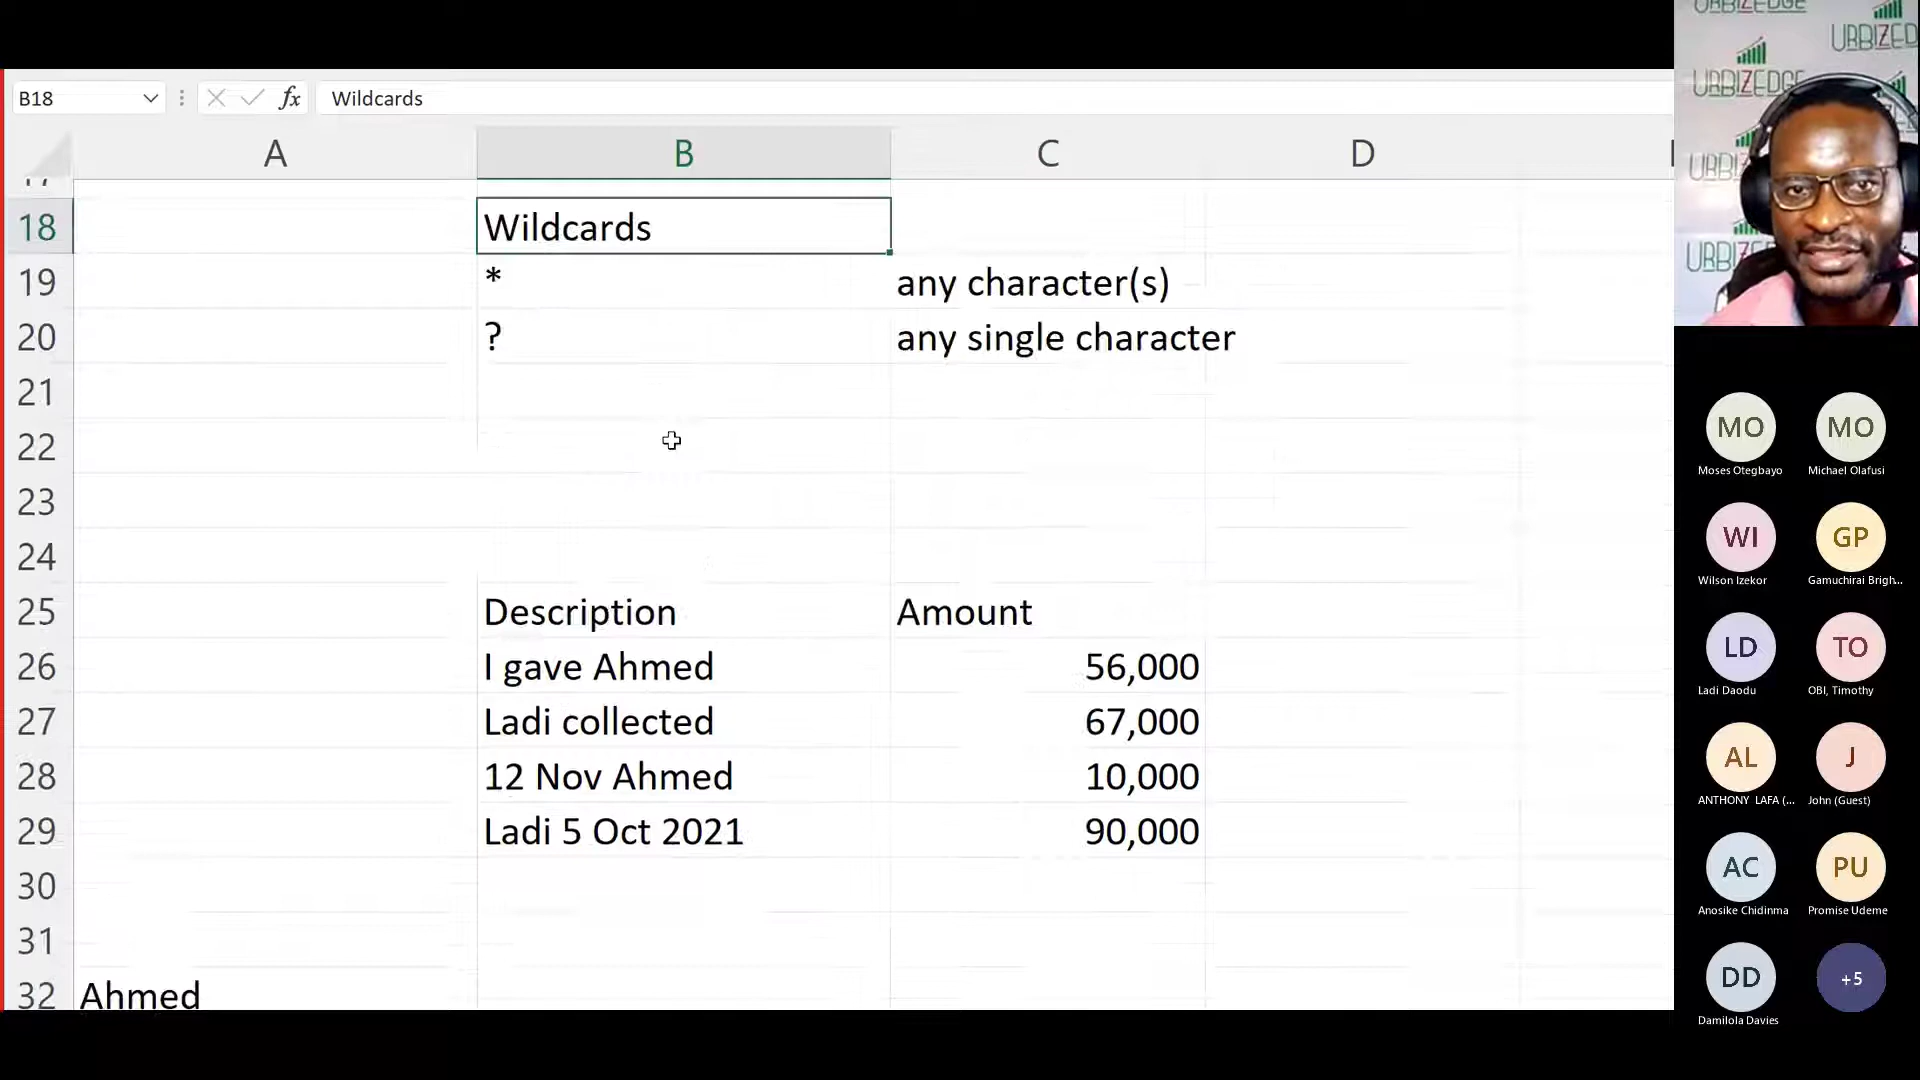 B18
fx
Wildcards
A B C D
18 Wildcards
19 * any character(s)
20 ? any single character
21
22
23
24
25 Description Amount
26 I gave Ahmed 56,000
27 Ladi collected 67,000
28 12 Nov Ahmed 10,000
29 Ladi 5 Oct 2021 90,000
30
31
32 Ahmed
URBIZEDGE
MO MO
Moses Otegbayo Michael Olafusi
WI GP
Wilson Izekor Gamuchirai Brigh...
LD TO
Ladi Daodu OBI, Timothy
AL J
ANTHONY LAFA (... John (Guest)
AC PU
Anosike Chidinma Promise Udeme
DD +5
Damilola Davies